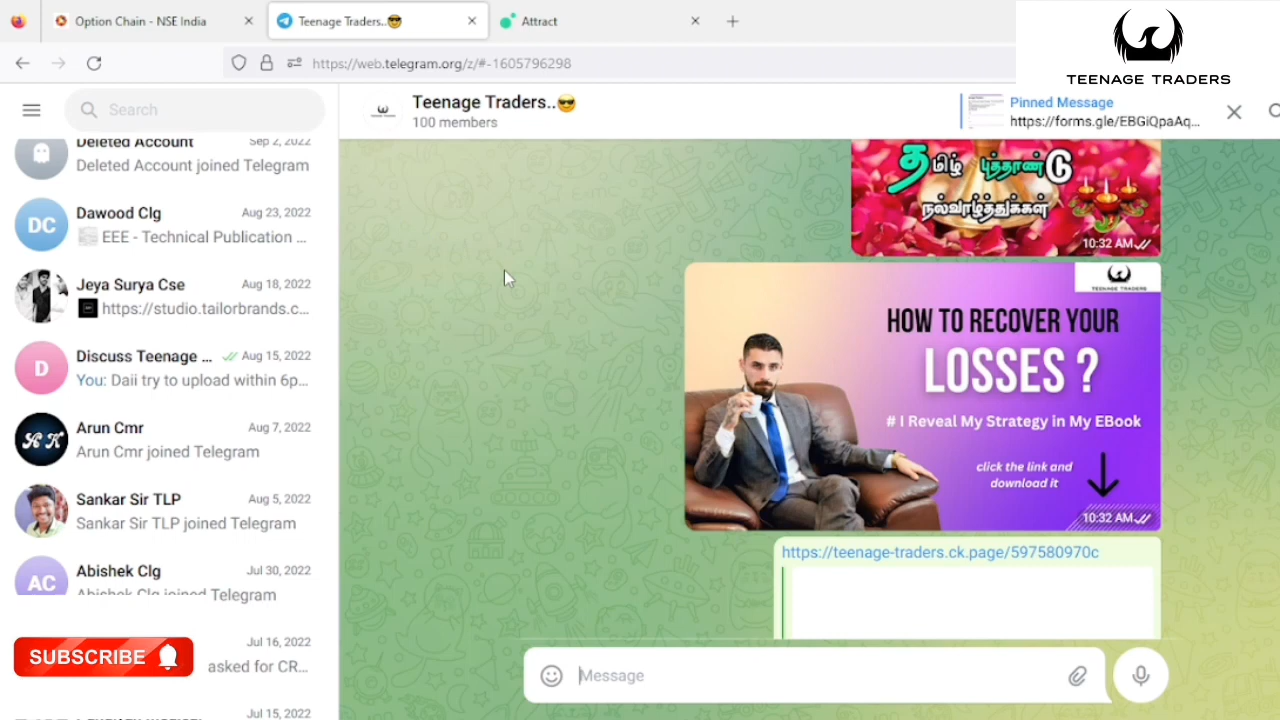 Option Chain - NSE India
Teenage Traders..😎
Attract
https://web.telegram.org/z/#-1605796298
TEENAGE TRADERS
Search
Teenage Traders..😎
100 members
Pinned Message
https://forms.gle/EBGiQpaAq...
Deleted Account Sep 2, 2022
Deleted Account joined Telegram
Dawood Clg Aug 23, 2022
EEE - Technical Publication ...
Jeya Surya Cse Aug 18, 2022
https://studio.tailorbrands.c...
Discuss Teenage ... Aug 15, 2022
You: Daii try to upload within 6p...
Arun Cmr Aug 7, 2022
Arun Cmr joined Telegram
Sankar Sir TLP Aug 5, 2022
Sankar Sir TLP joined Telegram
AC
Abishek Clg Jul 30, 2022
Abishek Clg joined Telegram
Jul 16, 2022
SUBSCRIBE
asked for CR...
Jul 15, 2022
DC
D
தமிழ் புத்தாண்டு
நல்வாழ்த்துக்கள்
10:32 AM
TEENAGE TRADERS
HOW TO RECOVER YOUR
LOSSES ?
# I Reveal My Strategy in My EBook
click the link and
download it
10:32 AM
https://teenage-traders.ck.page/597580970c
Message